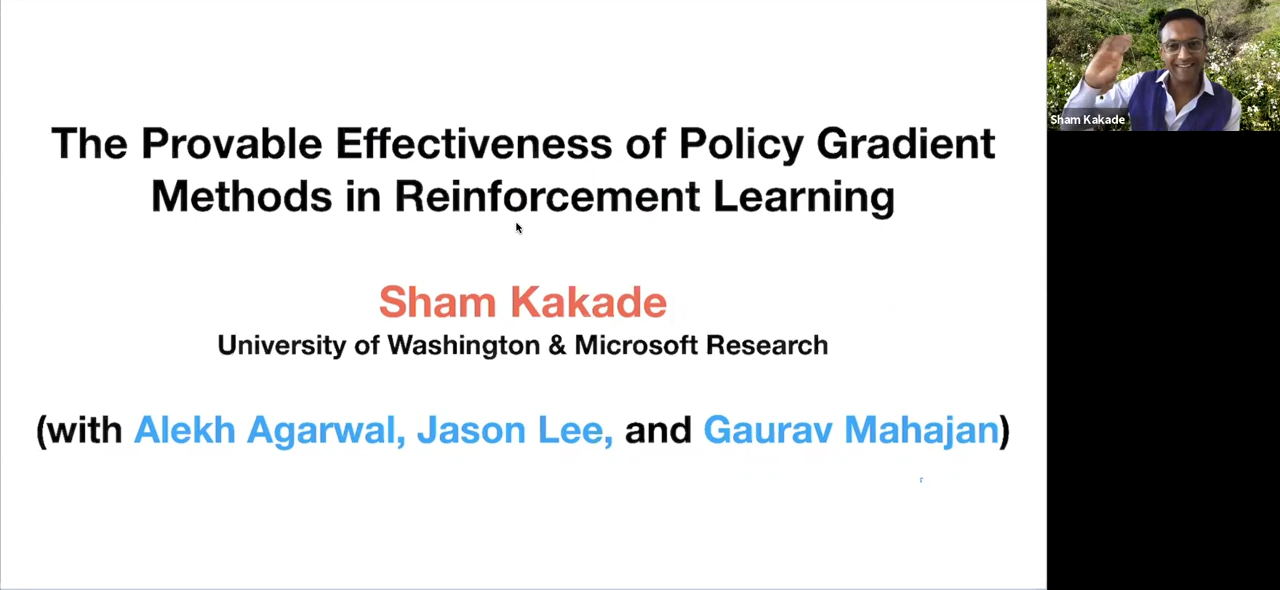 The Provable Effectiveness of Policy Gradient
Methods in Reinforcement Learning
Sham Kakade
University of Washington & Microsoft Research
(with Alekh Agarwal, Jason Lee, and Gaurav Mahajan)
Sham Kakade